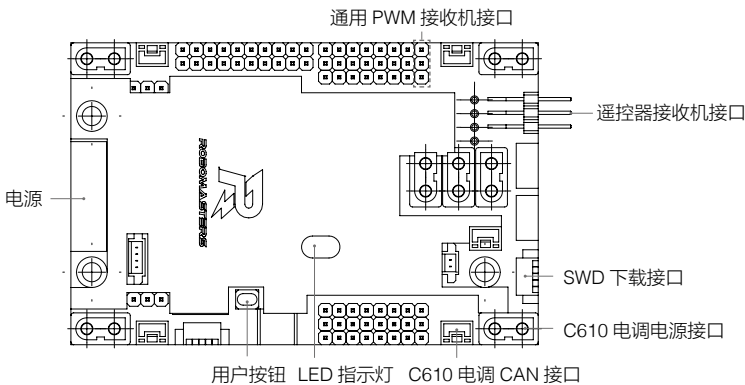 通用 PWM 接收机接口
遥控器接收机接口
电源
ROBOMASTERS
SWD 下载接口
C610 电调电源接口
用户按钮
LED 指示灯
C610 电调 CAN 接口